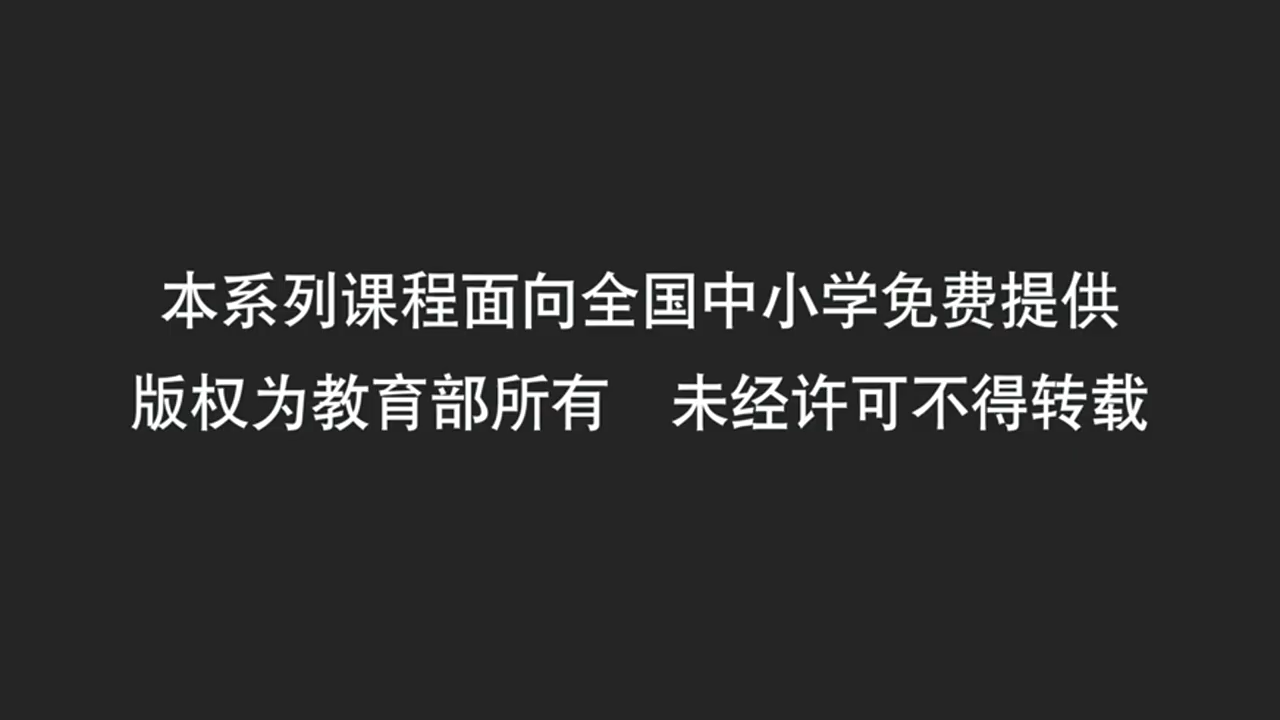 本系列课程面向全国中小学免费提供
版权为教育部所有　未经许可不得转载